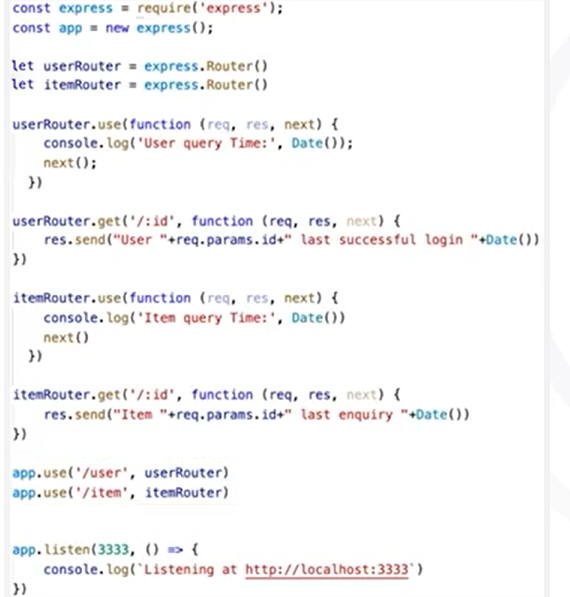 const express = require('express');
const app = new express();
let userRouter = express.Router()
let itemRouter = express.Router()
userRouter.use(function (req, res, next) {
    console.log('User query Time:', Date());
    next();
  })
userRouter.get('/:id', function (req, res, next) {
    res.send("User "+req.params.id+" last successful login "+Date())
})
itemRouter.use(function (req, res, next) {
    console.log('Item query Time:', Date())
    next()
  })
itemRouter.get('/:id', function (req, res, next) {
    res.send("Item "+req.params.id+" last enquiry "+Date())
})
app.use('/user', userRouter)
app.use('/item', itemRouter)
app.listen(3333, () => {
    console.log(`Listening at http://localhost:3333`)
})